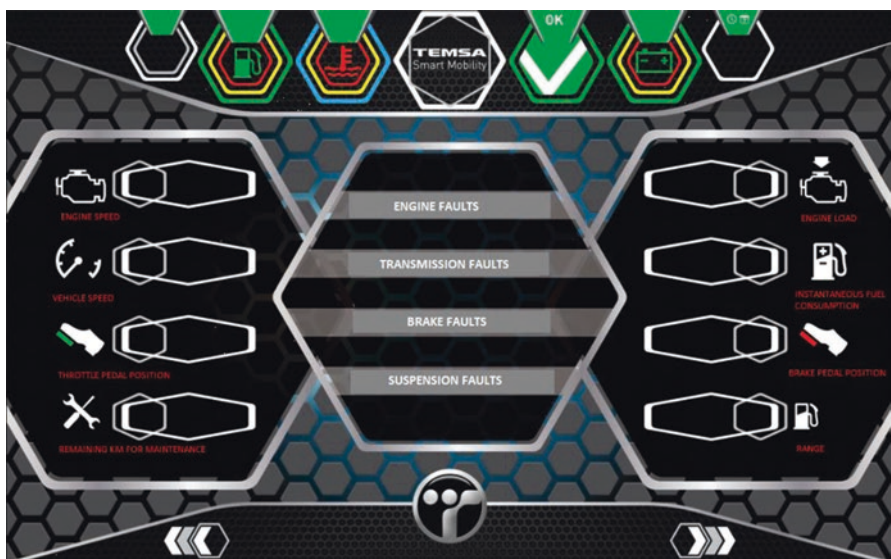 OK
TEMSA
Smart Mobility
ENGINE SPEED
VEHICLE SPEED
THROTTLE PEDAL POSITION
REMAINING KM FOR MAINTENANCE
ENGINE FAULTS
TRANSMISSION FAULTS
BRAKE FAULTS
SUSPENSION FAULTS
ENGINE LOAD
INSTANTANEOUS FUEL
CONSUMPTION
BRAKE PEDAL POSITION
RANGE